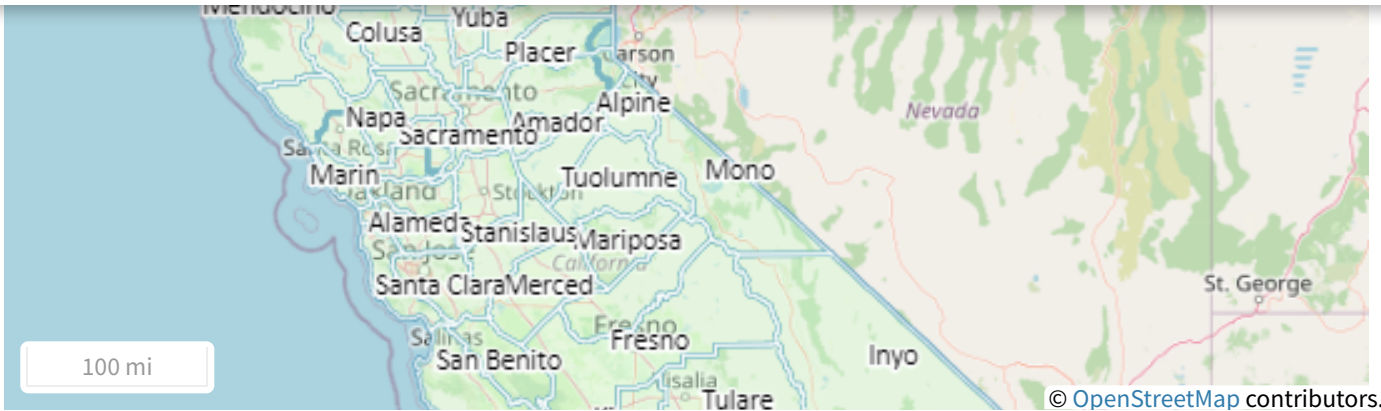 Mendocino
Yuba
Colusa
Placer
Carson
City
Sacramento
Alpine
Nevada
Napa
Amador
Sacramento
Santa Rosa
Mono
Marin
Tuolumne
Oakland
Stockton
Alameda
Stanislaus
Mariposa
San Jose
California
Santa Clara
Merced
St. George
Fresno
Salinas
Fresno
San Benito
Inyo
100 mi
Visalia
Tulare
© OpenStreetMap contributors.